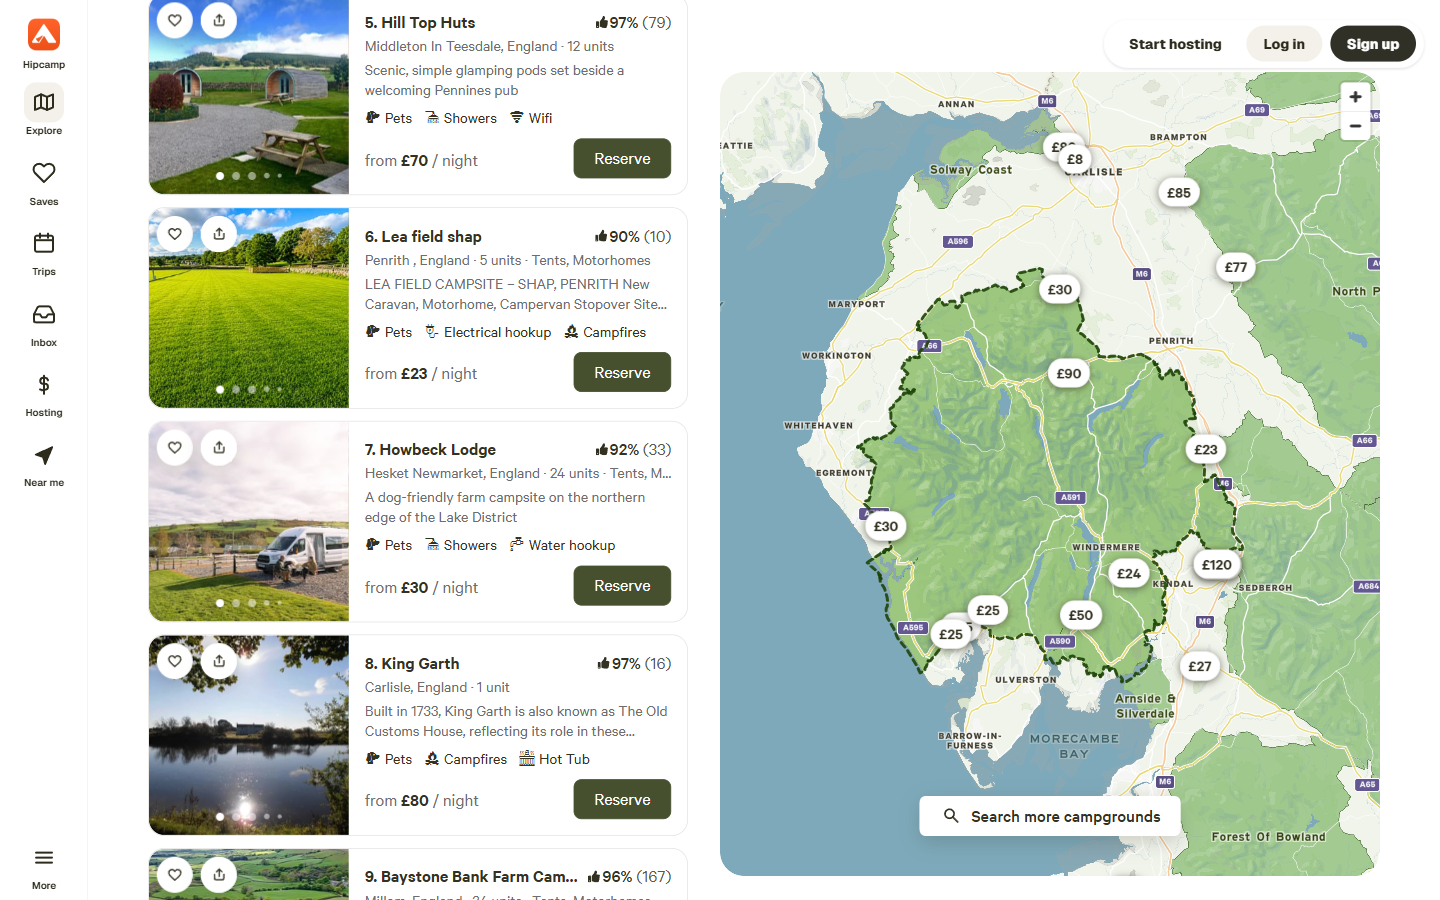 Hipcamp
Explore
Saves
Trips
Inbox
Hosting
Near me
More
5. Hill Top Huts
97% (79)
Middleton In Teesdale, England · 12 units
Scenic, simple glamping pods set beside a
welcoming Pennines pub
Pets
Showers
Wifi
from £70 / night
Reserve
6. Lea field shap
90% (10)
Penrith , England · 5 units · Tents, Motorhomes
LEA FIELD CAMPSITE – SHAP, PENRITH New
Caravan, Motorhome, Campervan Stopover Site...
Pets
Electrical hookup
Campfires
from £23 / night
Reserve
7. Howbeck Lodge
92% (33)
Hesket Newmarket, England · 24 units · Tents, M...
A dog-friendly farm campsite on the northern
edge of the Lake District
Pets
Showers
Water hookup
from £30 / night
Reserve
8. King Garth
97% (16)
Carlisle, England · 1 unit
Built in 1733, King Garth is also known as The Old
Customs House, reflecting its role in these...
Pets
Campfires
Hot Tub
from £80 / night
Reserve
9. Baystone Bank Farm Cam...
96% (167)
Start hosting
Log in
Sign up
+
−
ANNAN
M6
A69
BRAMPTON
Solway Coast
£8
CARLISLE
£85
A596
M6
£77
North P
£30
MARYPORT
A66
WORKINGTON
PENRITH
£90
WHITEHAVEN
A66
£23
EGREMONT
M6
A591
£30
WINDERMERE
£24
KENDAL
£120
SEDBERGH
A684
£25
£50
M6
A595
£25
A590
£27
ULVERSTON
Arnside &
Silverdale
BARROW-IN-
FURNESS
MORECAMBE
BAY
M6
A65
Search more campgrounds
Forest Of Bowland